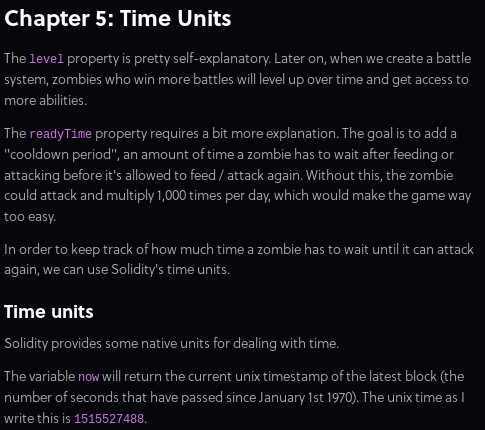 Chapter 5: Time Units
The level property is pretty self-explanatory. Later on, when we create a battle
system, zombies who win more battles will level up over time and get access to
more abilities.
The readyTime property requires a bit more explanation. The goal is to add a
"cooldown period", an amount of time a zombie has to wait after feeding or
attacking before it's allowed to feed / attack again. Without this, the zombie
could attack and multiply 1,000 times per day, which would make the game way
too easy.
In order to keep track of how much time a zombie has to wait until it can attack
again, we can use Solidity's time units.
Time units
Solidity provides some native units for dealing with time.
The variable now will return the current unix timestamp of the latest block (the
number of seconds that have passed since January 1st 1970). The unix time as I
write this is 1515527488.